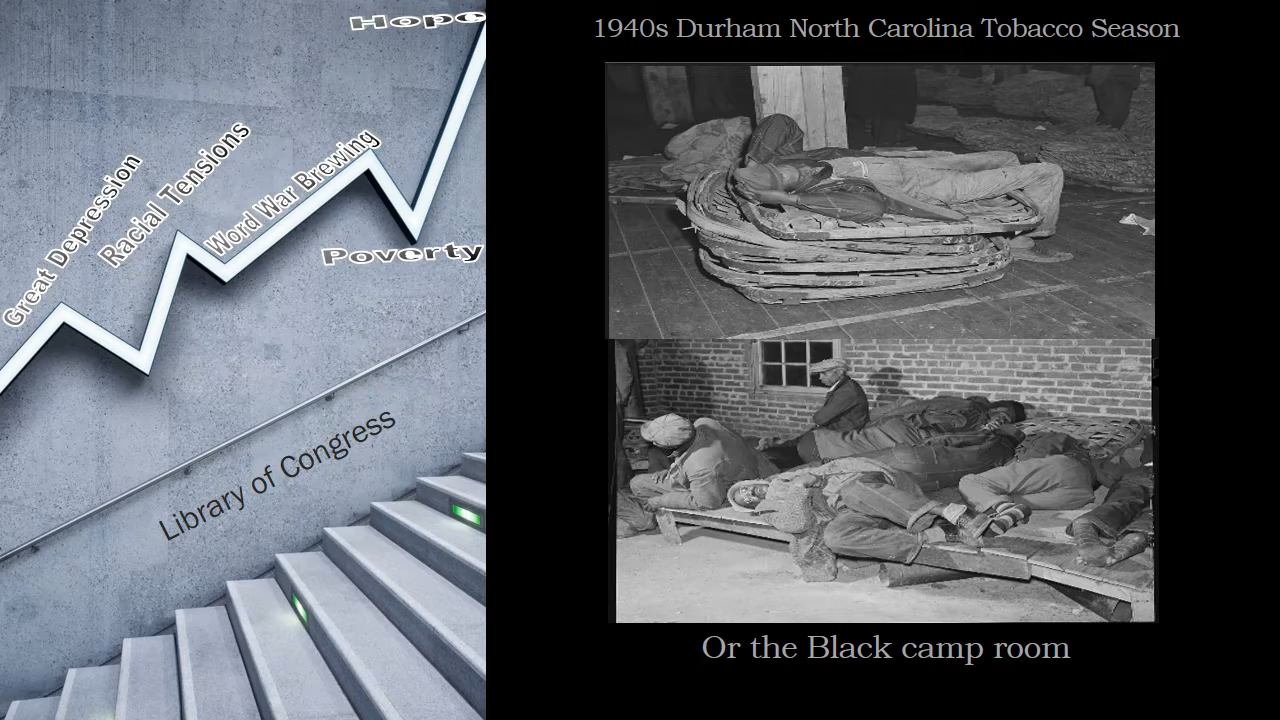 Hope
Great Depression
Racial Tensions
Word War Brewing
Poverty
Library of Congress
1940s Durham North Carolina Tobacco Season
Or the Black camp room